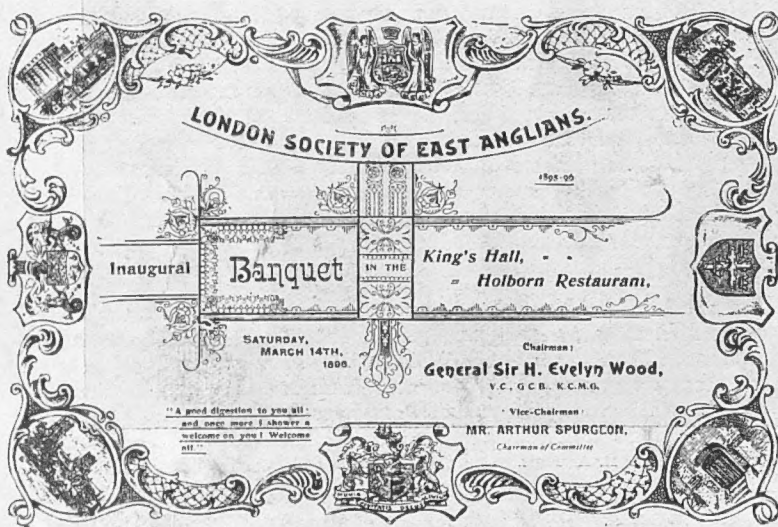 LONDON SOCIETY OF EAST ANGLIANS.
1895-96
Inaugural
Banquet
IN THE
King's Hall,
Holborn Restaurant,
SATURDAY,
MARCH 14TH,
1896.
Chairman:
General Sir H. Evelyn Wood,
V.C., G.C.B., K.C.M.G.
Vice-Chairman:
MR. ARTHUR SPURGEON,
Chairman of Committee
"A good digestion to you all
and once more I shower a
welcome on you! Welcome
all."